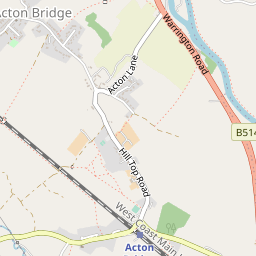 Acton Bridge
Acton Lane
Warrington Road
B514
Hill Top Road
West Coast Main
Acton